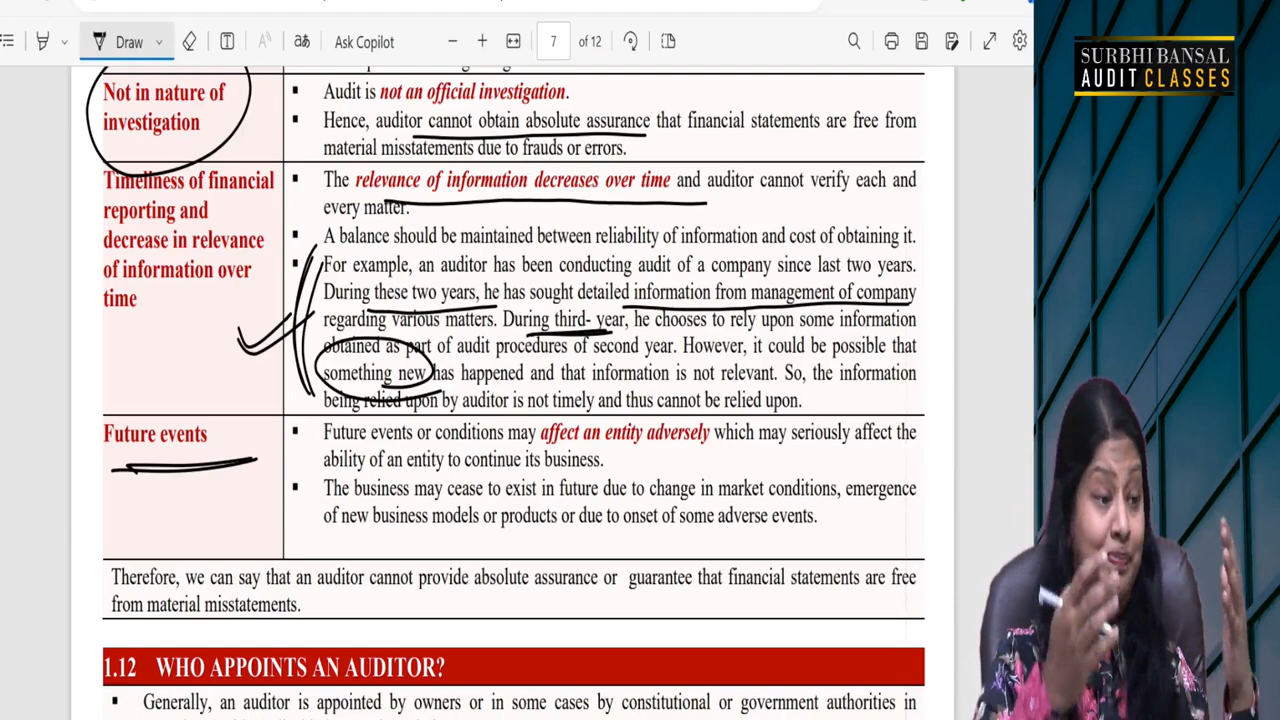 Draw
Ask Copilot
7 of 12
SURBHI BANSAL
AUDIT CLASSES
Not in nature of
investigation
▪ Audit is not an official investigation.
▪ Hence, auditor cannot obtain absolute assurance that financial statements are free from
material misstatements due to frauds or errors.
Timeliness of financial
reporting and
decrease in relevance
of information over
time
▪ The relevance of information decreases over time and auditor cannot verify each and
every matter.
▪ A balance should be maintained between reliability of information and cost of obtaining it.
▪ For example, an auditor has been conducting audit of a company since last two years.
During these two years, he has sought detailed information from management of company
regarding various matters. During third- year, he chooses to rely upon some information
obtained as part of audit procedures of second year. However, it could be possible that
something new has happened and that information is not relevant. So, the information
being relied upon by auditor is not timely and thus cannot be relied upon.
Future events
▪ Future events or conditions may affect an entity adversely which may seriously affect the
ability of an entity to continue its business.
▪ The business may cease to exist in future due to change in market conditions, emergence
of new business models or products or due to onset of some adverse events.
Therefore, we can say that an auditor cannot provide absolute assurance or guarantee that financial statements are free
from material misstatements.
1.12 WHO APPOINTS AN AUDITOR?
▪ Generally, an auditor is appointed by owners or in some cases by constitutional or government authorities in